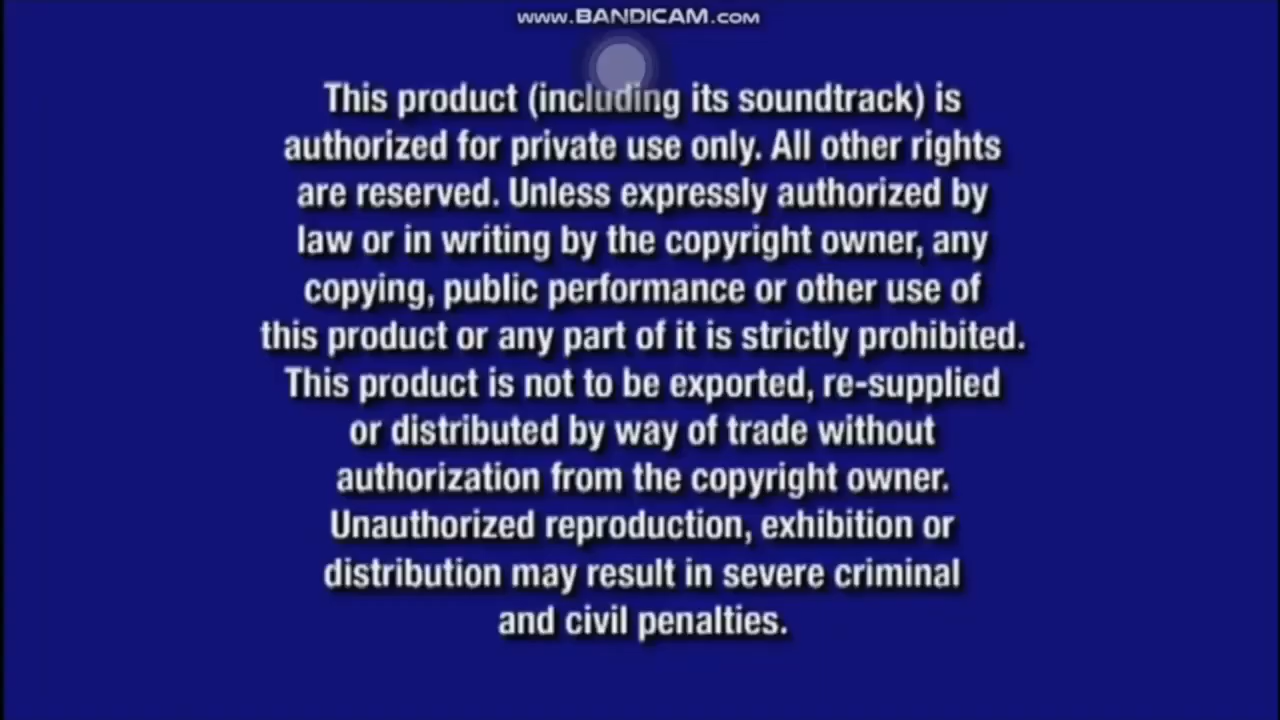 www.BANDICAM.com
This product (including its soundtrack) is
authorized for private use only. All other rights
are reserved. Unless expressly authorized by
law or in writing by the copyright owner, any
copying, public performance or other use of
this product or any part of it is strictly prohibited.
This product is not to be exported, re-supplied
or distributed by way of trade without
authorization from the copyright owner.
Unauthorized reproduction, exhibition or
distribution may result in severe criminal
and civil penalties.